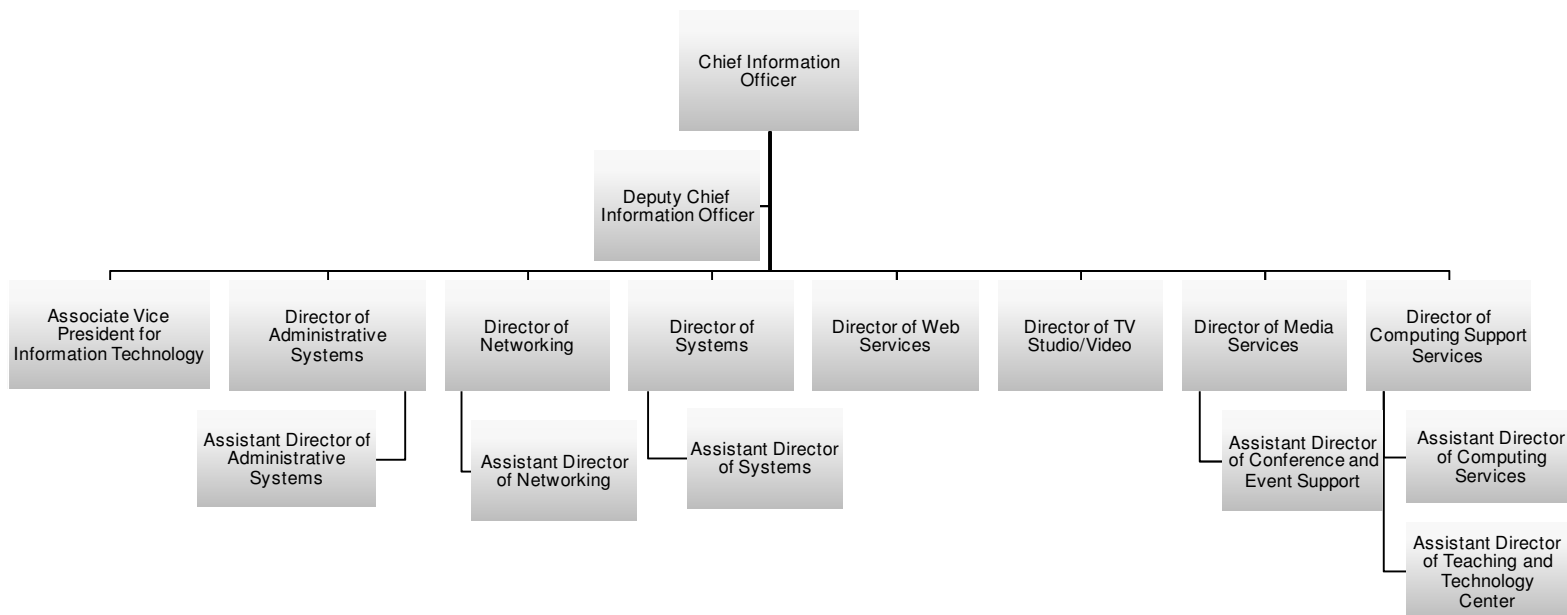 Chief Information
Officer
Deputy Chief
Information Officer
Associate Vice
President for
Information Technology
Director of
Administrative
Systems
Director of
Networking
Director of
Systems
Director of Web
Services
Director of TV
Studio/Video
Director of Media
Services
Director of
Computing Support
Services
Assistant Director of
Administrative
Systems
Assistant Director
of Networking
Assistant Director
of Systems
Assistant Director
of Conference and
Event Support
Assistant Director
of Computing
Services
Assistant Director
of Teaching and
Technology
Center